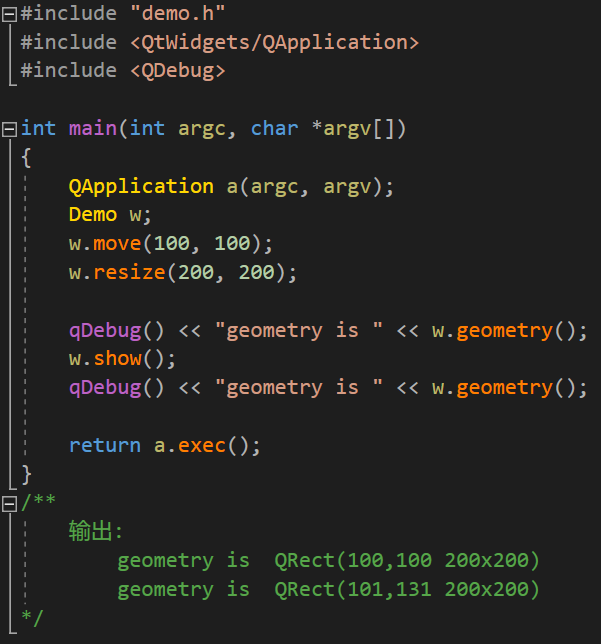 #include "demo.h"
#include <QtWidgets/QApplication>
#include <QDebug>
int main(int argc, char *argv[])
{
QApplication a(argc, argv);
Demo w;
w.move(100, 100);
w.resize(200, 200);
qDebug() << "geometry is " << w.geometry();
w.show();
qDebug() << "geometry is " << w.geometry();
return a.exec();
}
/**
输出:
geometry is  QRect(100,100 200x200)
geometry is  QRect(101,131 200x200)
*/